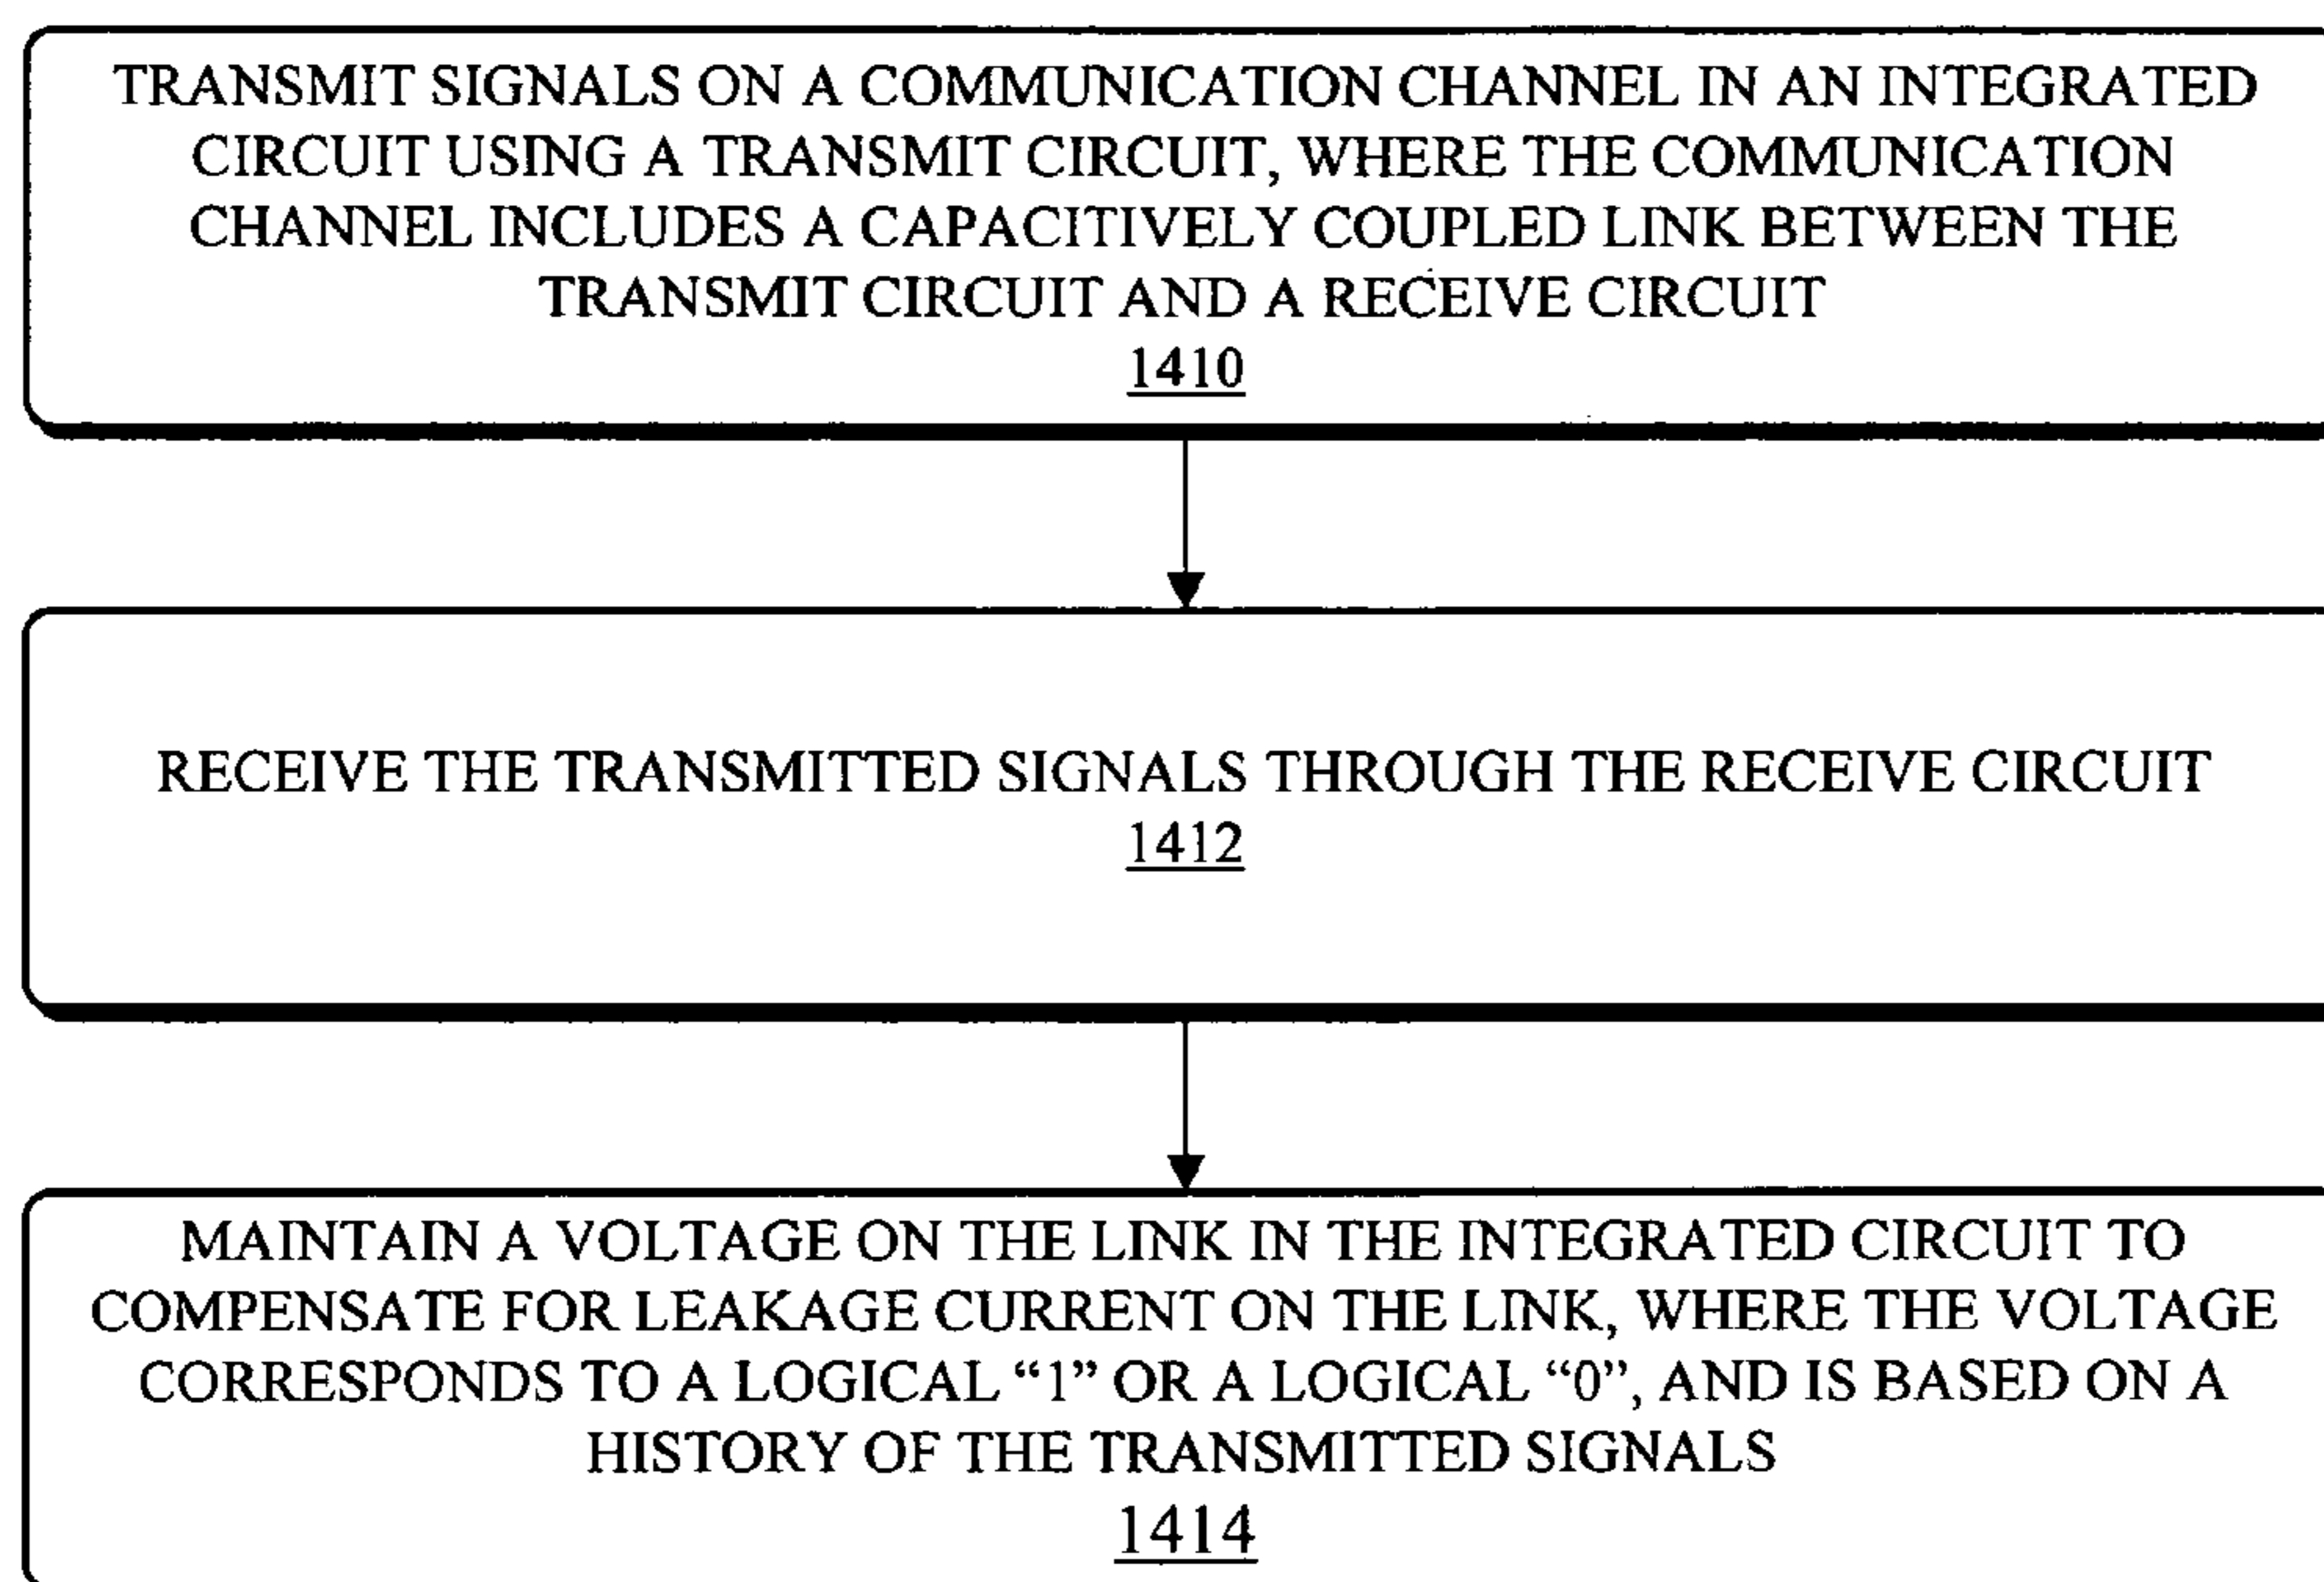 TRANSMIT SIGNALS ON A COMMUNICATION CHANNEL IN AN INTEGRATED
CIRCUIT USING A TRANSMIT CIRCUIT, WHERE THE COMMUNICATION
CHANNEL INCLUDES A CAPACITIVELY COUPLED LINK BETWEEN THE
TRANSMIT CIRCUIT AND A RECEIVE CIRCUIT
1410
RECEIVE THE TRANSMITTED SIGNALS THROUGH THE RECEIVE CIRCUIT
1412
MAINTAIN A VOLTAGE ON THE LINK IN THE INTEGRATED CIRCUIT TO
COMPENSATE FOR LEAKAGE CURRENT ON THE LINK, WHERE THE VOLTAGE
CORRESPONDS TO A LOGICAL “1” OR A LOGICAL “0”, AND IS BASED ON A
HISTORY OF THE TRANSMITTED SIGNALS
1414